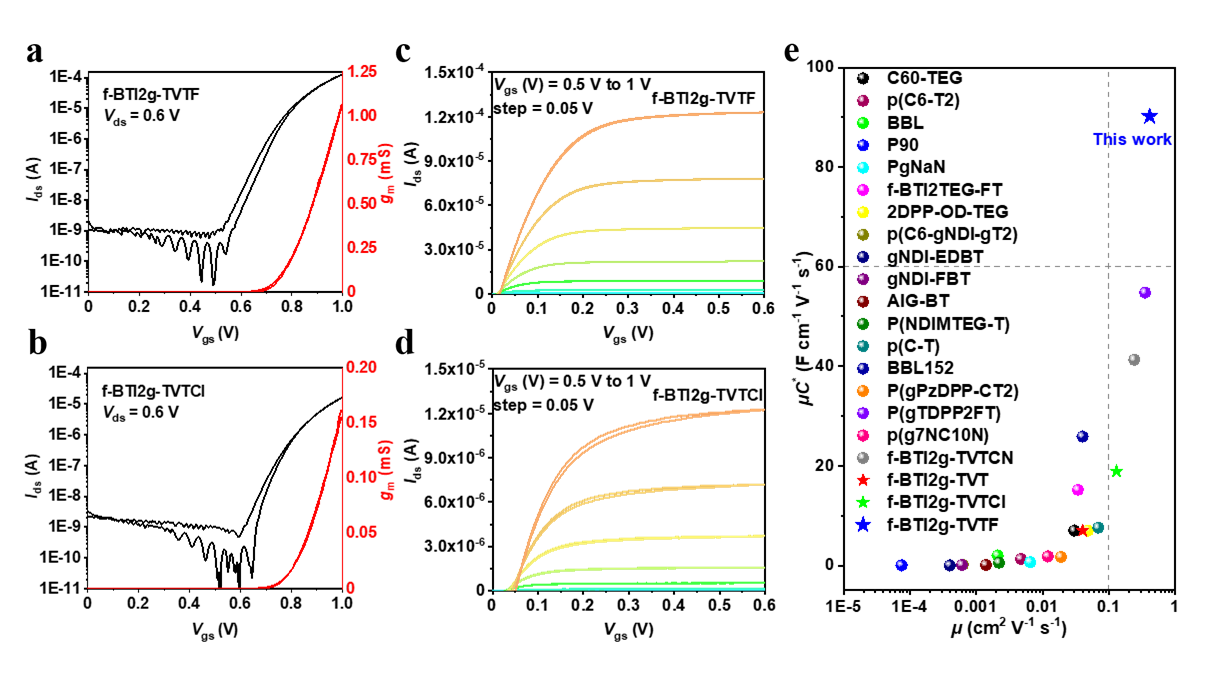 a
f-BTI2g-TVTF
Vds = 0.6 V
1E-4
1E-5
1E-6
1E-7
1E-8
1E-9
1E-10
1E-11
Ids (A)
1.25
1.00
0.75
0.50
0.25
0
gm (mS)
0 0.2 0.4 0.6 0.8 1.0
Vgs (V)
b
f-BTI2g-TVTCl
Vds = 0.6 V
1E-4
1E-5
1E-6
1E-7
1E-8
1E-9
1E-10
1E-11
Ids (A)
0.20
0.15
0.10
0.05
0
gm (mS)
0 0.2 0.4 0.6 0.8 1.0
Vgs (V)
c
Vgs (V) = 0.5 V to 1 V
step = 0.05 V
f-BTI2g-TVTF
1.5x10⁻⁴
1.2x10⁻⁴
9.0x10⁻⁵
6.0x10⁻⁵
3.0x10⁻⁵
0
Ids (A)
0 0.1 0.2 0.3 0.4 0.5 0.6
Vgs (V)
d
Vgs (V) = 0.5 V to 1 V
step = 0.05 V
f-BTI2g-TVTCl
1.5x10⁻⁵
1.2x10⁻⁵
9.0x10⁻⁶
6.0x10⁻⁶
3.0x10⁻⁶
0
Ids (A)
0 0.1 0.2 0.3 0.4 0.5 0.6
Vgs (V)
e
100
80
60
40
20
0
μC* (F cm⁻¹ V⁻¹ s⁻¹)
C60-TEG
p(C6-T2)
BBL
P90
PgNaN
f-BTI2TEG-FT
2DPP-OD-TEG
p(C6-gNDI-gT2)
gNDI-EDBT
gNDI-FBT
AIG-BT
P(NDIMTEG-T)
p(C-T)
BBL152
P(gPzDPP-CT2)
P(gTDPP2FT)
p(g7NC10N)
f-BTI2g-TVTCN
f-BTI2g-TVT
f-BTI2g-TVTCl
f-BTI2g-TVTF
This work
1E-5 1E-4 0.001 0.01 0.1 1
μ (cm² V⁻¹ s⁻¹)